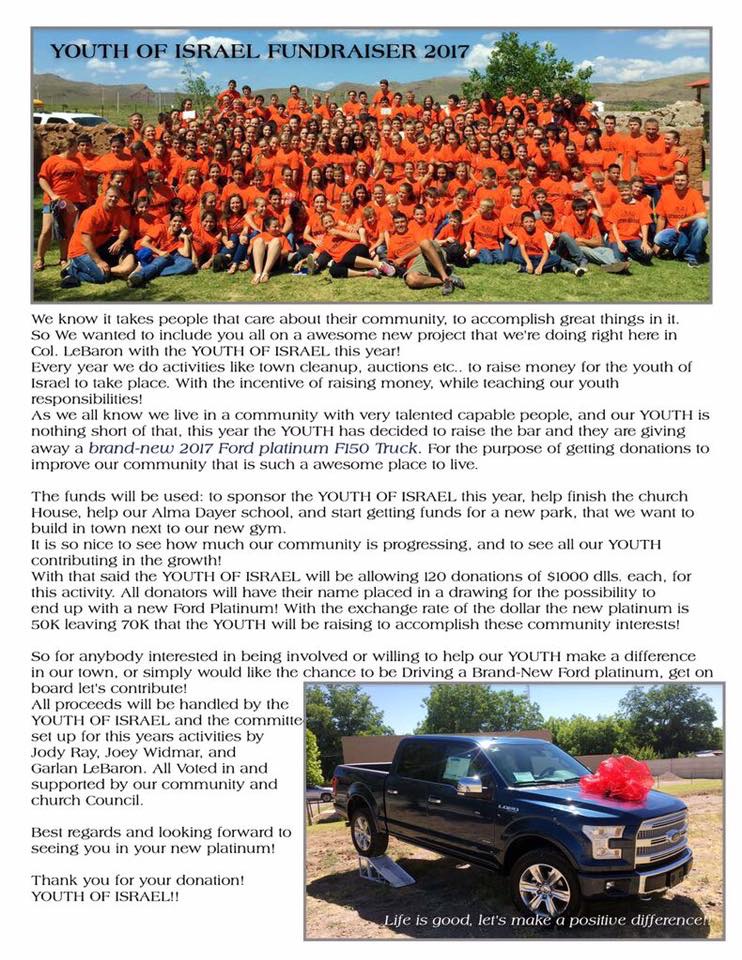 YOUTH OF ISRAEL FUNDRAISER 2017
We know it takes people that care about their community, to accomplish great things in it.
So We wanted to include you all on a awesome new project that we're doing right here in
Col. LeBaron with the YOUTH OF ISRAEL this year!
Every year we do activities like town cleanup, auctions etc.. to raise money for the youth of
Israel to take place. With the incentive of raising money, while teaching our youth
responsibilities!
As we all know we live in a community with very talented capable people, and our YOUTH is
nothing short of that, this year the YOUTH has decided to raise the bar and they are giving
away a brand-new 2017 Ford platinum F150 Truck. For the purpose of getting donations to
improve our community that is such a awesome place to live.
The funds will be used: to sponsor the YOUTH OF ISRAEL this year, help finish the church
House, help our Alma Dayer school, and start getting funds for a new park, that we want to
build in town next to our new gym.
It is so nice to see how much our community is progressing, and to see all our YOUTH
contributing in the growth!
With that said the YOUTH OF ISRAEL will be allowing 120 donations of $1000 dlls. each, for
this activity. All donators will have their name placed in a drawing for the possibility to
end up with a new Ford Platinum! With the exchange rate of the dollar the new platinum is
50K leaving 70K that the YOUTH will be raising to accomplish these community interests!
So for anybody interested in being involved or willing to help our YOUTH make a difference
in our town, or simply would like the chance to be Driving a Brand-New Ford platinum, get on
board let's contribute!
All proceeds will be handled by the
YOUTH OF ISRAEL and the committe
set up for this years activities by
Jody Ray, Joey Widmar, and
Garlan LeBaron. All Voted in and
supported by our community and
church Council.
Best regards and looking forward to
seeing you in your new platinum!
Thank you for your donation!
YOUTH OF ISRAEL!!
Life is good, let's make a positive difference!!